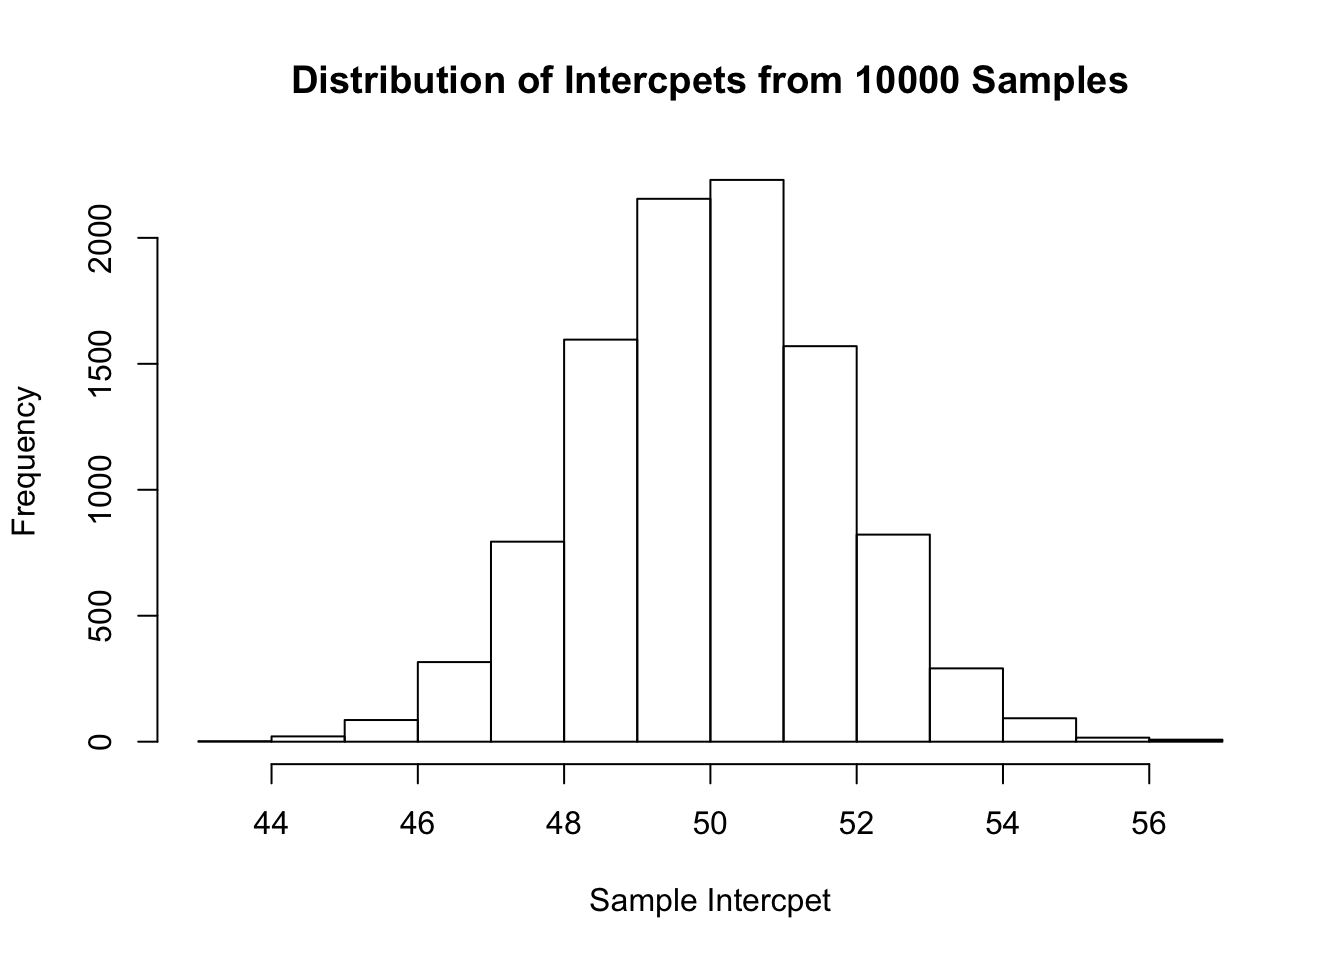 Distribution of Intercpets from 10000 Samples
Frequency
2000
1500
1000
500
0
44 46 48 50 52 54 56
Sample Intercpet